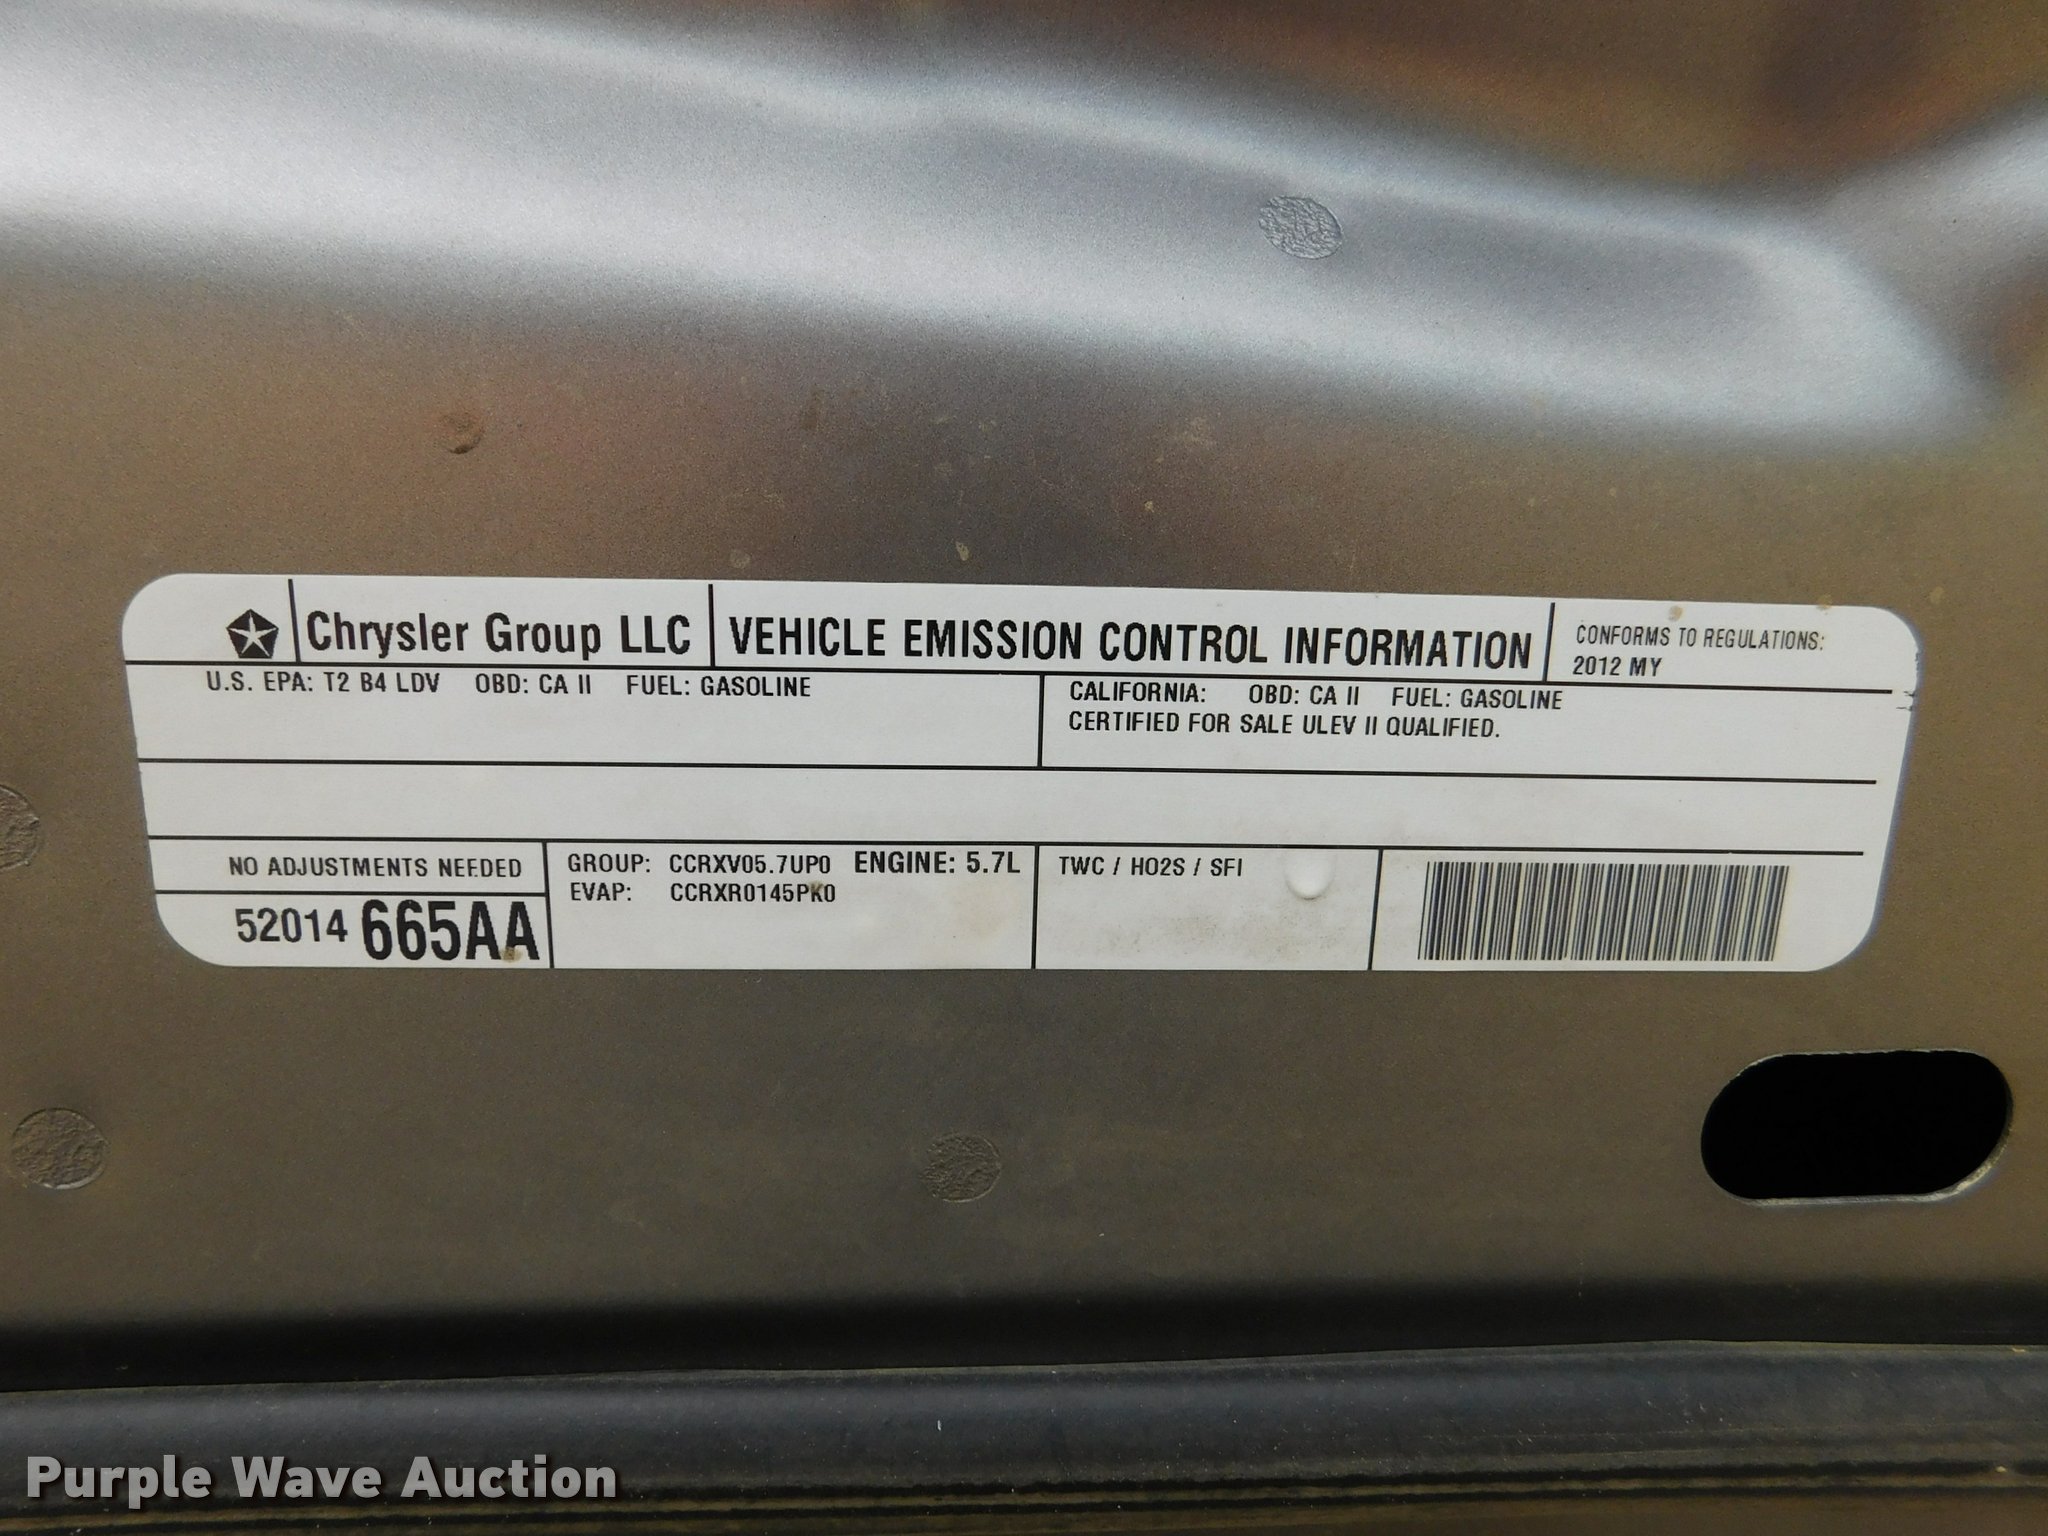 Chrysler Group LLC VEHICLE EMISSION CONTROL INFORMATION CONFORMS TO REGULATIONS:
2012 MY
U.S. EPA: T2 B4 LDV OBD: CA II FUEL: GASOLINE
CALIFORNIA: OBD: CA II FUEL: GASOLINE
CERTIFIED FOR SALE ULEV II QUALIFIED.
NO ADJUSTMENTS NEEDED
52014 665AA
GROUP: CCRXV05.7UP0 ENGINE: 5.7L
EVAP: CCRXR0145PK0
TWC / HO2S / SFI
Purple Wave Auction